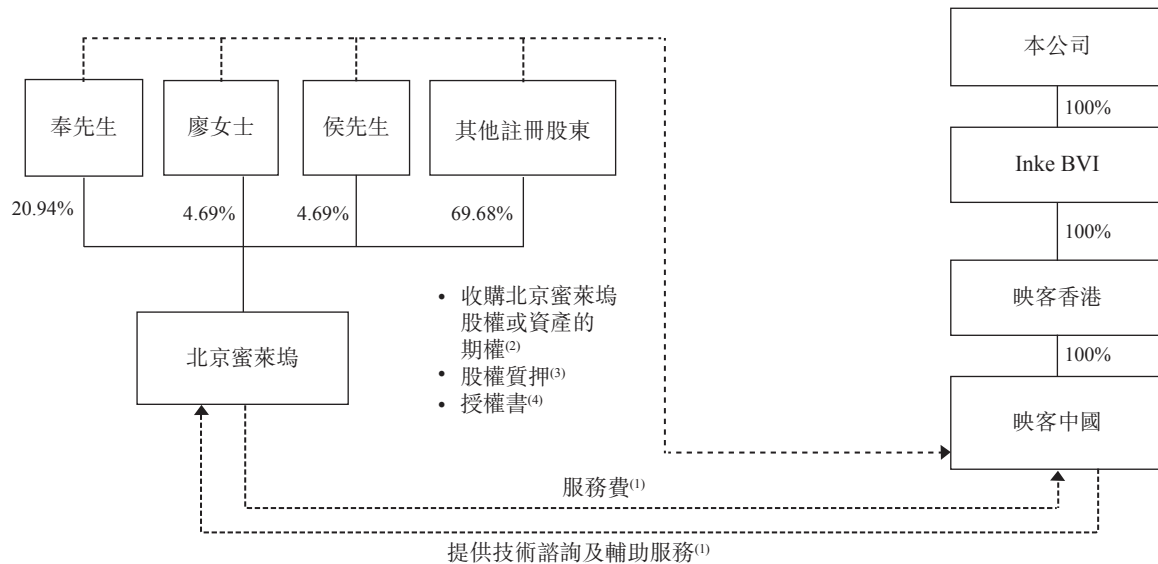 本公司
奉先生
廖女士
侯先生
其他註冊股東
100%
Inke BVI
20.94%
4.69%
4.69%
69.68%
100%
映客香港
• 收購北京蜜萊塢
股權或資產的
期權(2)
• 股權質押(3)
• 授權書(4)
北京蜜萊塢
100%
映客中國
服務費(1)
提供技術諮詢及輔助服務(1)